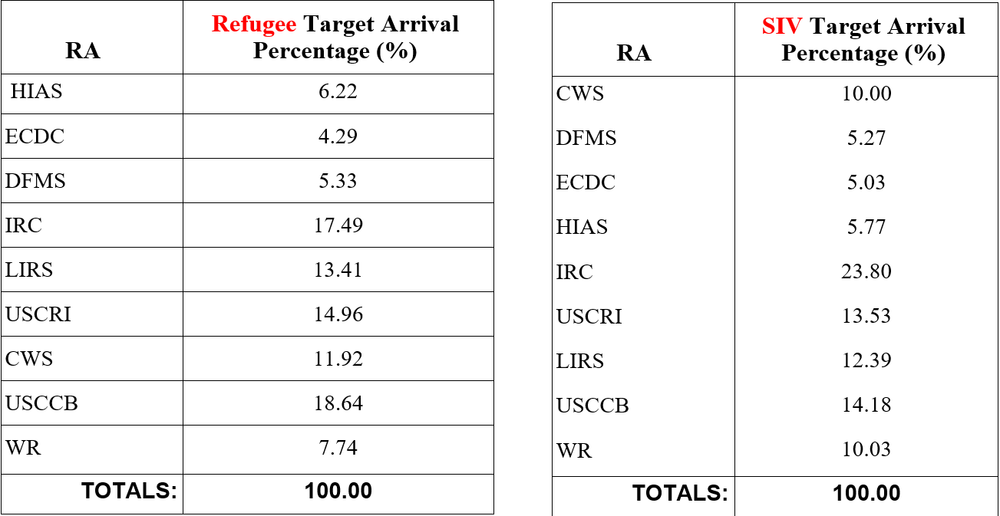 RA Refugee Target Arrival Percentage (%)
HIAS 6.22
ECDC 4.29
DFMS 5.33
IRC 17.49
LIRS 13.41
USCRI 14.96
CWS 11.92
USCCB 18.64
WR 7.74
TOTALS: 100.00
RA SIV Target Arrival Percentage (%)
CWS 10.00
DFMS 5.27
ECDC 5.03
HIAS 5.77
IRC 23.80
USCRI 13.53
LIRS 12.39
USCCB 14.18
WR 10.03
TOTALS: 100.00